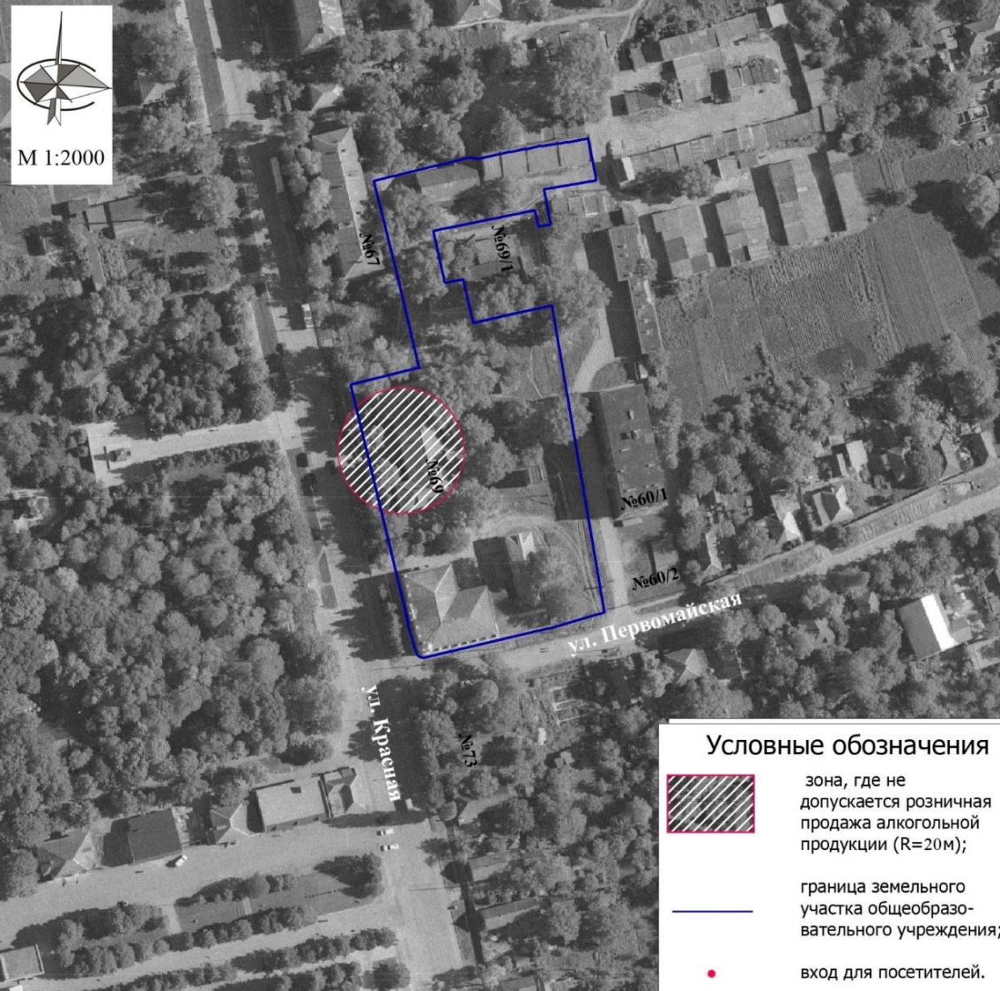 М 1:2000
№67
№69/1
№69
№60/1
№60/2
ул. Первомайская
ул. Красная
№73
Условные обозначения
зона, где не
допускается розничная
продажа алкогольной
продукции (R=20м);
граница земельного
участка общеобразо-
вательного учреждения;
вход для посетителей.